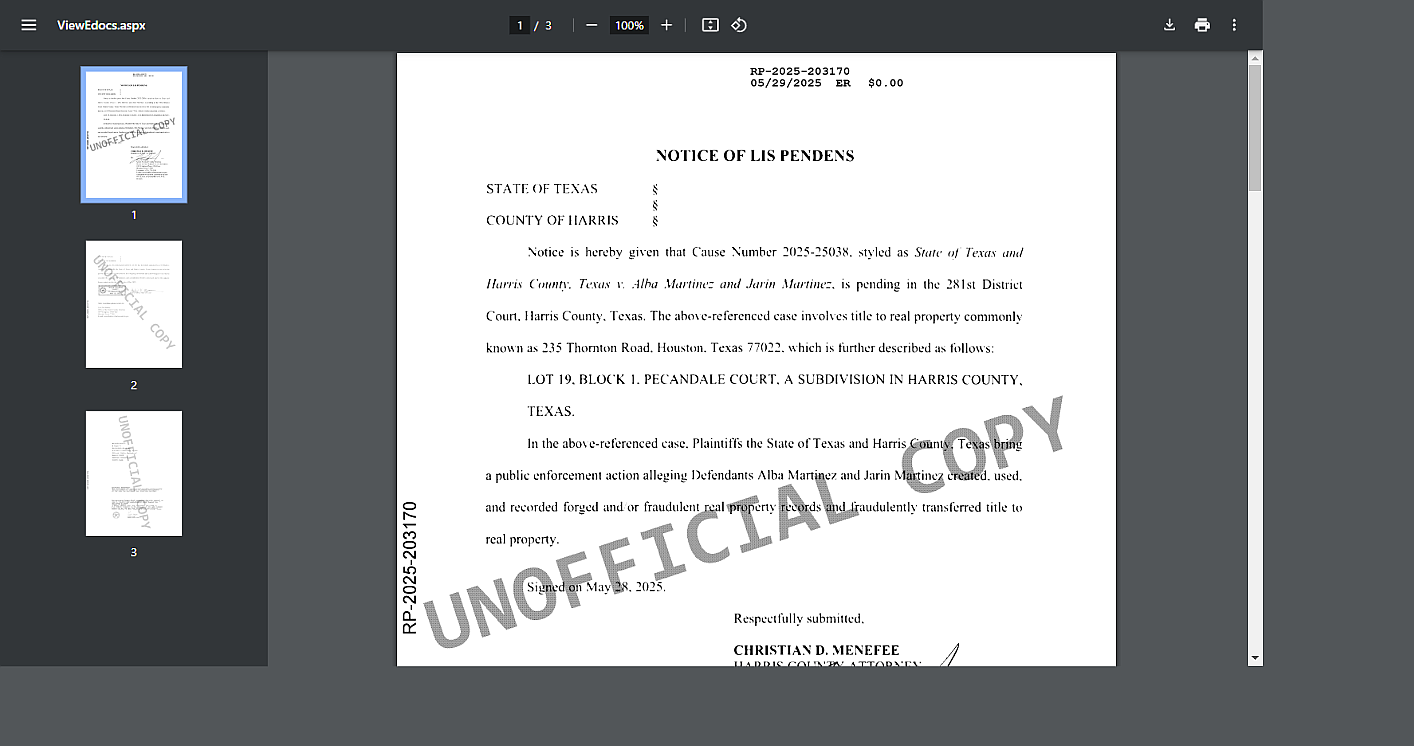 ViewEdocs.aspx
1 / 3
100%
1
2
3
UNOFFICIAL COPY
UNOFFICIAL COPY
UNOFFICIAL COPY
RP-2025-203170
05/29/2025 ER $0.00
NOTICE OF LIS PENDENS
STATE OF TEXAS §
§
COUNTY OF HARRIS §
Notice is hereby given that Cause Number 2025-25038, styled as State of Texas and
Harris County, Texas v. Alba Martinez and Jarin Martinez, is pending in the 281st District
Court, Harris County, Texas. The above-referenced case involves title to real property commonly
known as 235 Thornton Road, Houston, Texas 77022, which is further described as follows:
LOT 19, BLOCK 1, PECANDALE COURT, A SUBDIVISION IN HARRIS COUNTY,
TEXAS.
In the above-referenced case, Plaintiffs the State of Texas and Harris County, Texas bring
a public enforcement action alleging Defendants Alba Martinez and Jarin Martinez created, used,
and recorded forged and or fraudulent real property records and fraudulently transferred title to
real property.
Signed on May 28, 2025.
Respectfully submitted,
CHRISTIAN D. MENEFEE
HARRIS COUNTY ATTORNEY
RP-2025-203170
UNOFFICIAL COPY